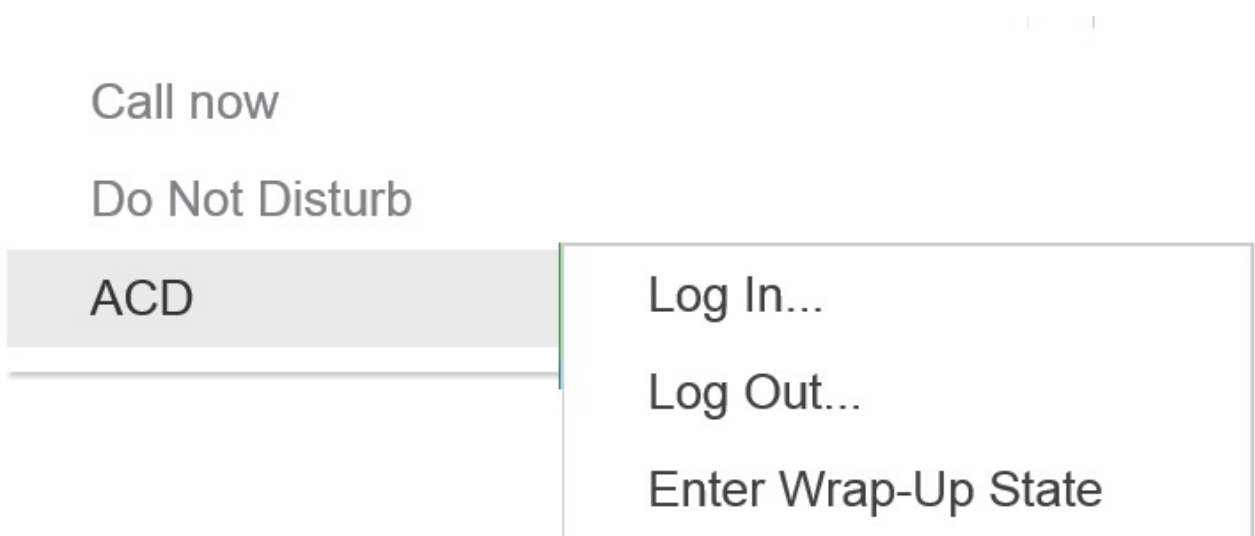 Call now
Do Not Disturb
ACD
Log In...
Log Out...
Enter Wrap-Up State